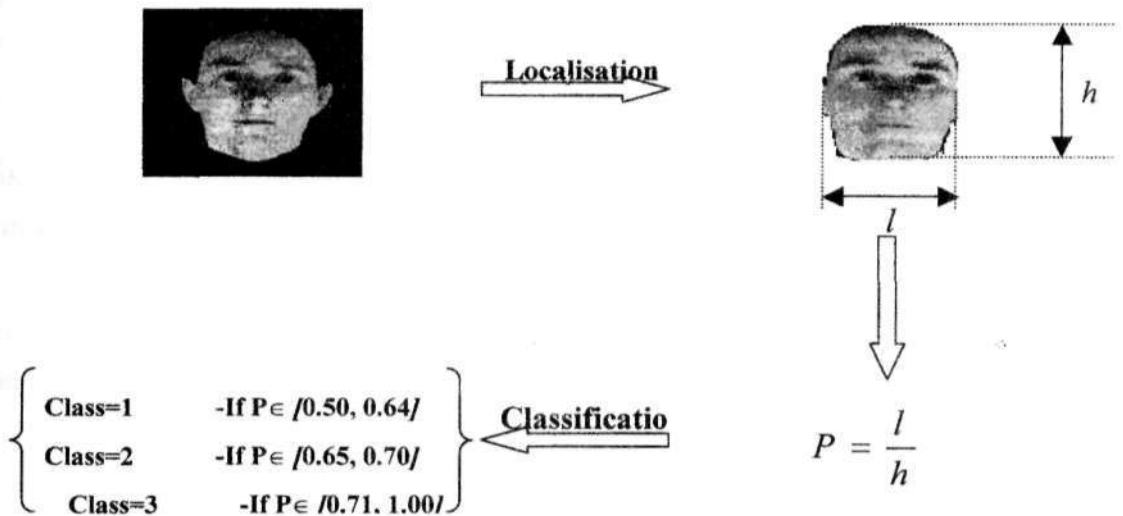 Localisation
h
l
P = l / h
Classificatio
Class=1 -If P∈ [0.50, 0.64]
Class=2 -If P∈ [0.65, 0.70]
Class=3 -If P∈ [0.71, 1.00]